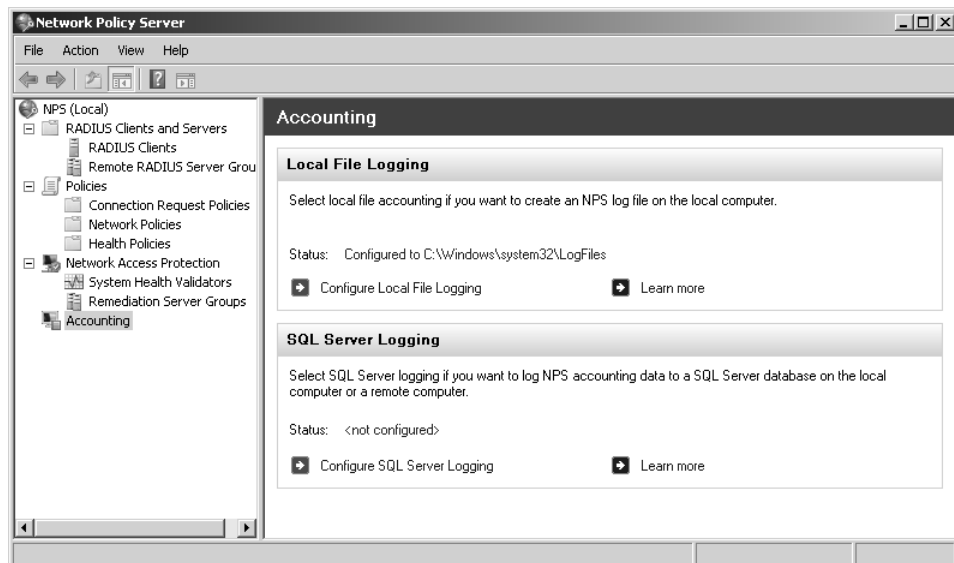 Network Policy Server
File Action View Help
NPS (Local)
RADIUS Clients and Servers
RADIUS Clients
Remote RADIUS Server Grou
Policies
Connection Request Policies
Network Policies
Health Policies
Network Access Protection
System Health Validators
Remediation Server Groups
Accounting
Accounting
Local File Logging
Select local file accounting if you want to create an NPS log file on the local computer.
Status: Configured to C:\Windows\system32\LogFiles
Configure Local File Logging Learn more
SQL Server Logging
Select SQL Server logging if you want to log NPS accounting data to a SQL Server database on the local
computer or a remote computer.
Status: <not configured>
Configure SQL Server Logging Learn more